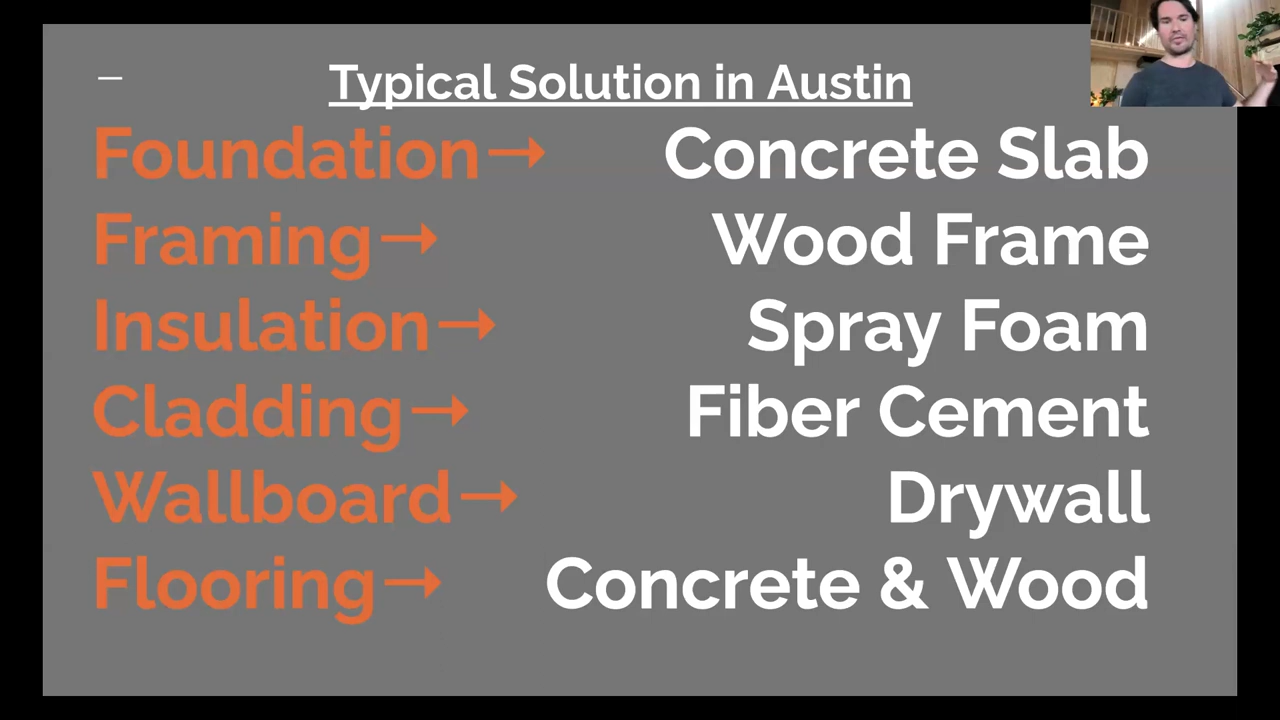 Typical Solution in Austin
Foundation→ Concrete Slab
Framing→ Wood Frame
Insulation→ Spray Foam
Cladding→ Fiber Cement
Wallboard→ Drywall
Flooring→ Concrete & Wood